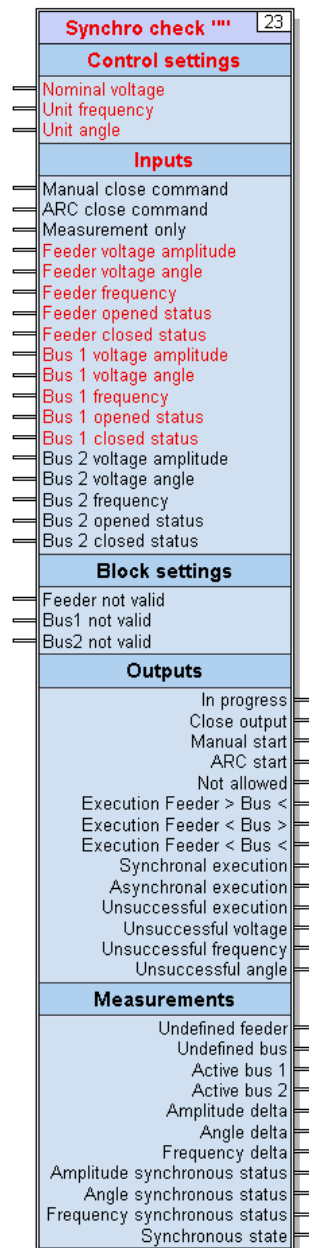 Synchro check "" 23
Control settings
Nominal voltage
Unit frequency
Unit angle
Inputs
Manual close command
ARC close command
Measurement only
Feeder voltage amplitude
Feeder voltage angle
Feeder frequency
Feeder opened status
Feeder closed status
Bus 1 voltage amplitude
Bus 1 voltage angle
Bus 1 frequency
Bus 1 opened status
Bus 1 closed status
Bus 2 voltage amplitude
Bus 2 voltage angle
Bus 2 frequency
Bus 2 opened status
Bus 2 closed status
Block settings
Feeder not valid
Bus1 not valid
Bus2 not valid
Outputs
In progress
Close output
Manual start
ARC start
Not allowed
Execution Feeder > Bus <
Execution Feeder < Bus >
Execution Feeder < Bus <
Synchronal execution
Asynchronal execution
Unsuccessful execution
Unsuccessful voltage
Unsuccessful frequency
Unsuccessful angle
Measurements
Undefined feeder
Undefined bus
Active bus 1
Active bus 2
Amplitude delta
Angle delta
Frequency delta
Amplitude synchronous status
Angle synchronous status
Frequency synchronous status
Synchronous state